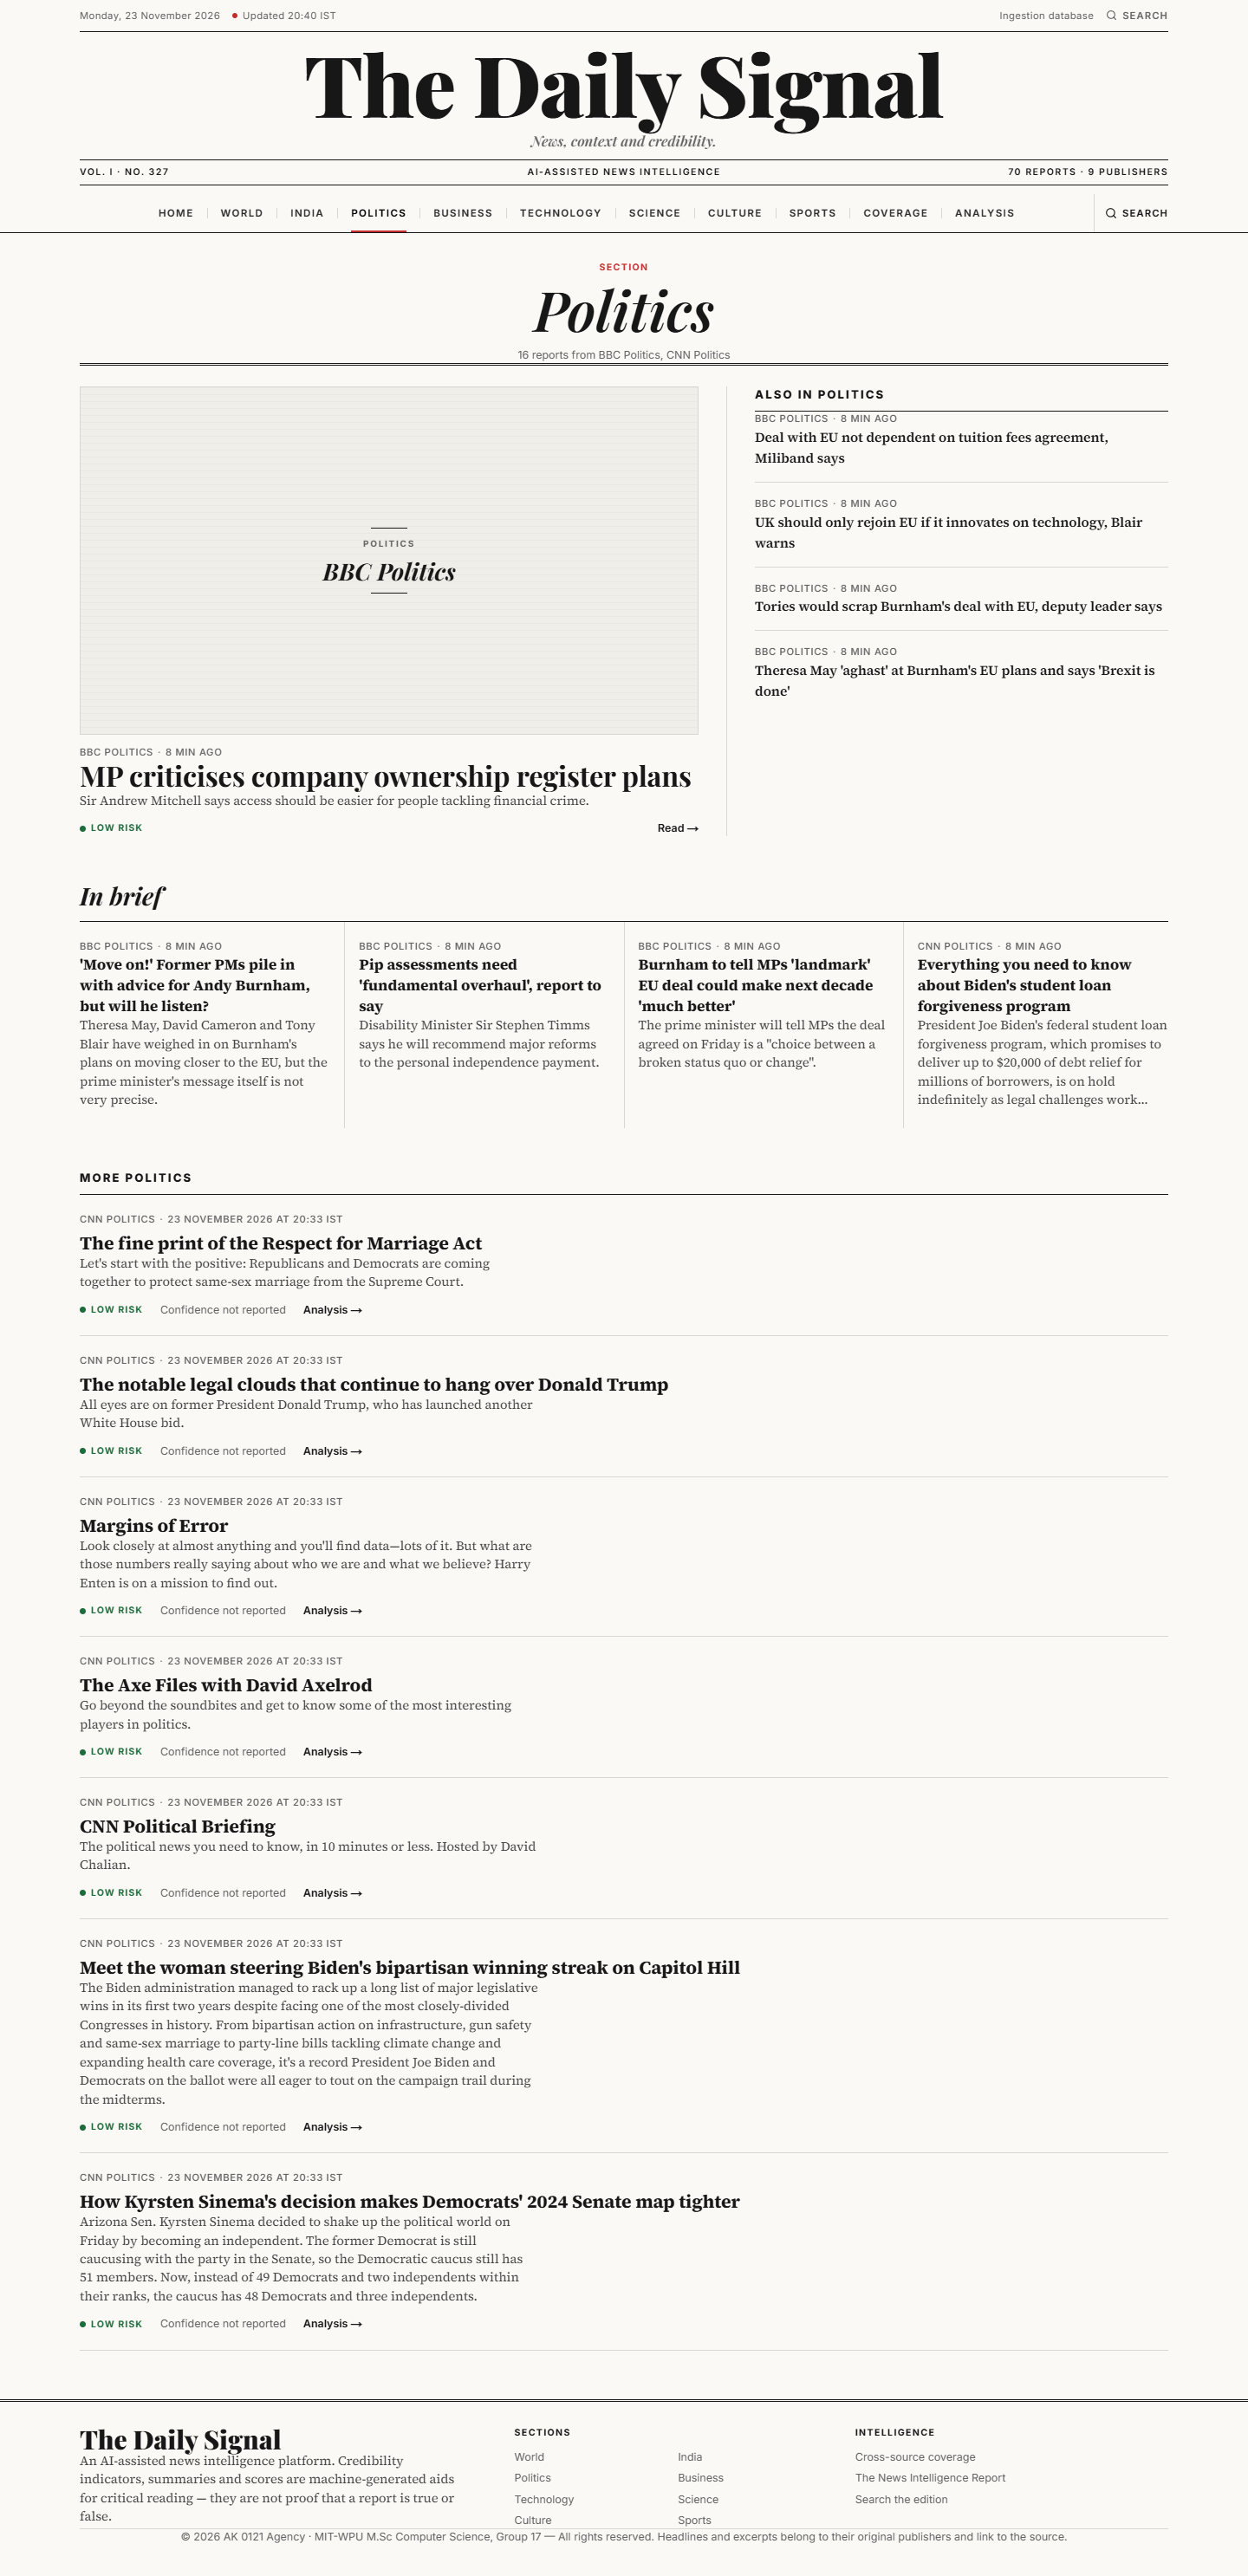 Monday, 23 November 2026 ● Updated 20:40 IST
Ingestion database SEARCH
The Daily Signal
News, context and credibility.
VOL. I · NO. 327
AI-ASSISTED NEWS INTELLIGENCE
70 REPORTS · 9 PUBLISHERS
HOME WORLD INDIA POLITICS BUSINESS TECHNOLOGY SCIENCE CULTURE SPORTS COVERAGE ANALYSIS SEARCH
SECTION
Politics
16 reports from BBC Politics, CNN Politics
POLITICS
BBC Politics
BBC POLITICS · 8 MIN AGO
MP criticises company ownership register plans
Sir Andrew Mitchell says access should be easier for people tackling financial crime.
● LOW RISK
Read →
ALSO IN POLITICS
BBC POLITICS · 8 MIN AGO
Deal with EU not dependent on tuition fees agreement,
Miliband says
BBC POLITICS · 8 MIN AGO
UK should only rejoin EU if it innovates on technology, Blair
warns
BBC POLITICS · 8 MIN AGO
Tories would scrap Burnham's deal with EU, deputy leader says
BBC POLITICS · 8 MIN AGO
Theresa May 'aghast' at Burnham's EU plans and says 'Brexit is
done'
In brief
BBC POLITICS · 8 MIN AGO
'Move on!' Former PMs pile in
with advice for Andy Burnham,
but will he listen?
Theresa May, David Cameron and Tony
Blair have weighed in on Burnham's
plans on moving closer to the EU, but the
prime minister's message itself is not
very precise.
BBC POLITICS · 8 MIN AGO
Pip assessments need
'fundamental overhaul', report to
say
Disability Minister Sir Stephen Timms
says he will recommend major reforms
to the personal independence payment.
BBC POLITICS · 8 MIN AGO
Burnham to tell MPs 'landmark'
EU deal could make next decade
'much better'
The prime minister will tell MPs the deal
agreed on Friday is a "choice between a
broken status quo or change".
CNN POLITICS · 8 MIN AGO
Everything you need to know
about Biden's student loan
forgiveness program
President Joe Biden's federal student loan
forgiveness program, which promises to
deliver up to $20,000 of debt relief for
millions of borrowers, is on hold
indefinitely as legal challenges work…
MORE POLITICS
CNN POLITICS · 23 NOVEMBER 2026 AT 20:33 IST
The fine print of the Respect for Marriage Act
Let's start with the positive: Republicans and Democrats are coming
together to protect same-sex marriage from the Supreme Court.
● LOW RISK Confidence not reported Analysis →
CNN POLITICS · 23 NOVEMBER 2026 AT 20:33 IST
The notable legal clouds that continue to hang over Donald Trump
All eyes are on former President Donald Trump, who has launched another
White House bid.
● LOW RISK Confidence not reported Analysis →
CNN POLITICS · 23 NOVEMBER 2026 AT 20:33 IST
Margins of Error
Look closely at almost anything and you'll find data—lots of it. But what are
those numbers really saying about who we are and what we believe? Harry
Enten is on a mission to find out.
● LOW RISK Confidence not reported Analysis →
CNN POLITICS · 23 NOVEMBER 2026 AT 20:33 IST
The Axe Files with David Axelrod
Go beyond the soundbites and get to know some of the most interesting
players in politics.
● LOW RISK Confidence not reported Analysis →
CNN POLITICS · 23 NOVEMBER 2026 AT 20:33 IST
CNN Political Briefing
The political news you need to know, in 10 minutes or less. Hosted by David
Chalian.
● LOW RISK Confidence not reported Analysis →
CNN POLITICS · 23 NOVEMBER 2026 AT 20:33 IST
Meet the woman steering Biden's bipartisan winning streak on Capitol Hill
The Biden administration managed to rack up a long list of major legislative
wins in its first two years despite facing one of the most closely-divided
Congresses in history. From bipartisan action on infrastructure, gun safety
and same-sex marriage to party-line bills tackling climate change and
expanding health care coverage, it's a record President Joe Biden and
Democrats on the ballot were all eager to tout on the campaign trail during
the midterms.
● LOW RISK Confidence not reported Analysis →
CNN POLITICS · 23 NOVEMBER 2026 AT 20:33 IST
How Kyrsten Sinema's decision makes Democrats' 2024 Senate map tighter
Arizona Sen. Kyrsten Sinema decided to shake up the political world on
Friday by becoming an independent. The former Democrat is still
caucusing with the party in the Senate, so the Democratic caucus still has
51 members. Now, instead of 49 Democrats and two independents within
their ranks, the caucus has 48 Democrats and three independents.
● LOW RISK Confidence not reported Analysis →
The Daily Signal
An AI-assisted news intelligence platform. Credibility
indicators, summaries and scores are machine-generated aids
for critical reading — they are not proof that a report is true or
false.
SECTIONS
World India
Politics Business
Technology Science
Culture Sports
INTELLIGENCE
Cross-source coverage
The News Intelligence Report
Search the edition
© 2026 AK 0121 Agency · MIT-WPU M.Sc Computer Science, Group 17 — All rights reserved. Headlines and excerpts belong to their original publishers and link to the source.